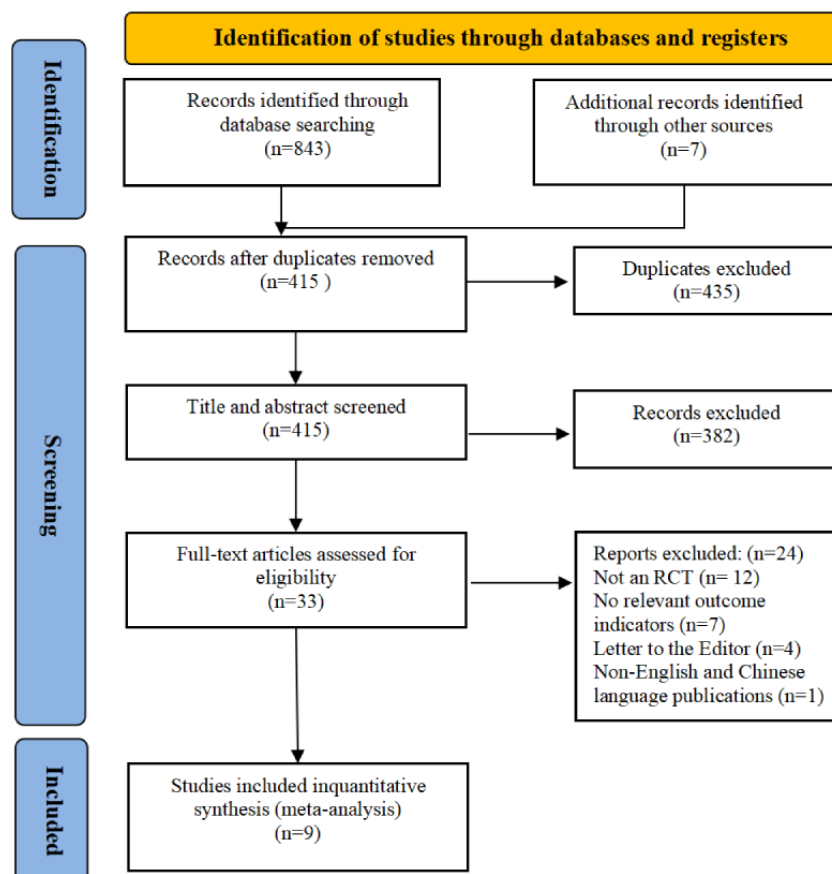 Identification of studies through databases and registers
Identification
Records identified through
database searching
(n=843)
Additional records identified
through other sources
(n=7)
Screening
Records after duplicates removed
(n=415 )
Duplicates excluded
(n=435)
Title and abstract screened
(n=415)
Records excluded
(n=382)
Full-text articles assessed for
eligibility
(n=33)
Reports excluded: (n=24)
Not an RCT (n= 12)
No relevant outcome
indicators (n=7)
Letter to the Editor (n=4)
Non-English and Chinese
language publications (n=1)
Included
Studies included inquantitative
synthesis (meta-analysis)
(n=9)